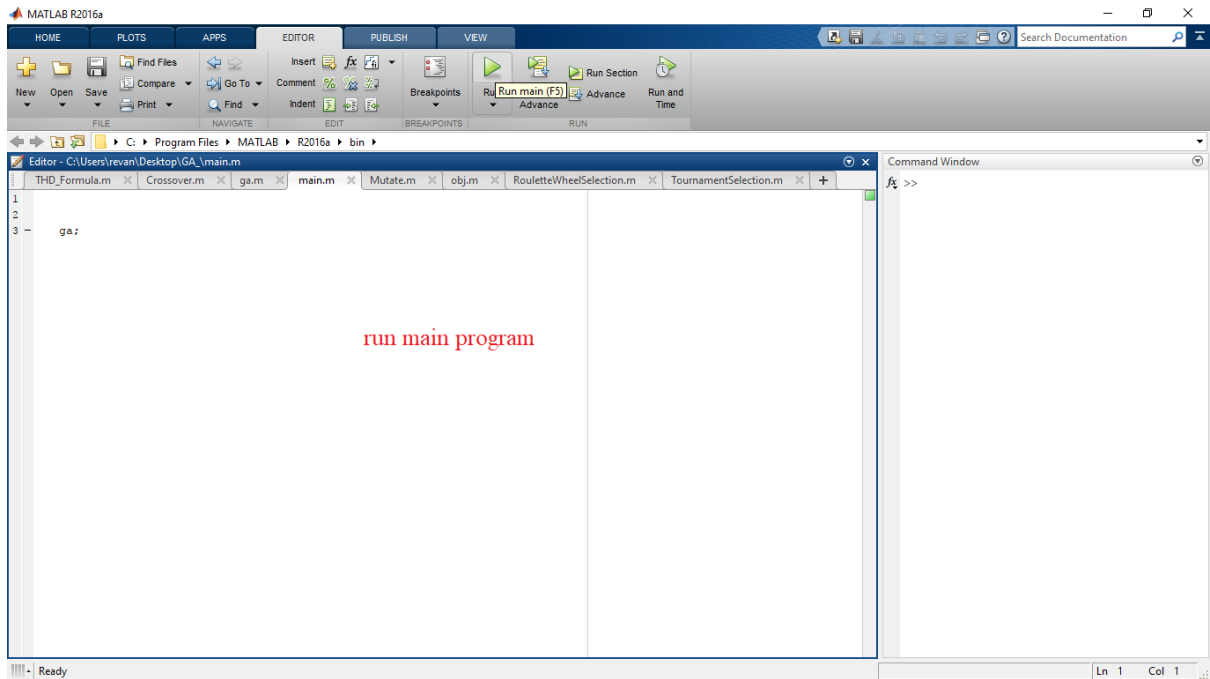 MATLAB R2016a
HOME PLOTS APPS EDITOR PUBLISH VIEW
Search Documentation
New Open Save
Find Files
Compare
Print
FILE
Go To
Find
NAVIGATE
Insert fx
Comment
Indent
EDIT
Breakpoints
BREAKPOINTS
Ru
Run main (F5)
Advance
Run Section
Advance
Run and
Time
RUN
C: Program Files MATLAB R2016a bin
Editor - C:\Users\revan\Desktop\GA_\main.m
THD_Formula.m Crossover.m ga.m main.m Mutate.m obj.m RouletteWheelSelection.m TournamentSelection.m +
1
2
3 - ga;
run main program
Command Window
fx >>
Ready
Ln 1 Col 1